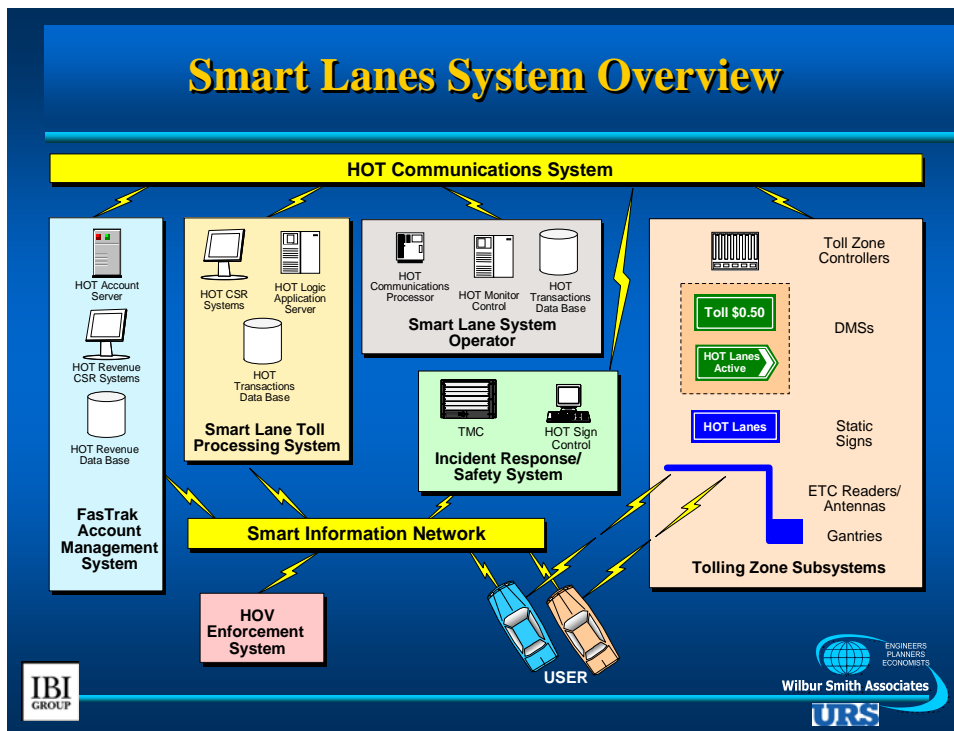 Smart Lanes System Overview
HOT Communications System
HOT Account
Server
HOT Revenue
CSR Systems
HOT Revenue
Data Base
FasTrak
Account
Management
System
HOT CSR
Systems
HOT Logic
Application
Server
HOT
Transactions
Data Base
Smart Lane Toll
Processing System
HOT
Communications
Processor
HOT Monitor
Control
HOT
Transactions
Data Base
Smart Lane System
Operator
TMC
HOT Sign
Control
Incident Response/
Safety System
Toll Zone
Controllers
Toll $0.50
DMSs
HOT Lanes
Active
HOT Lanes
Static
Signs
ETC Readers/
Antennas
Gantries
Tolling Zone Subsystems
Smart Information Network
HOV
Enforcement
System
USER
IBI
GROUP
ENGINEERS
PLANNERS
ECONOMISTS
Wilbur Smith Associates
URS